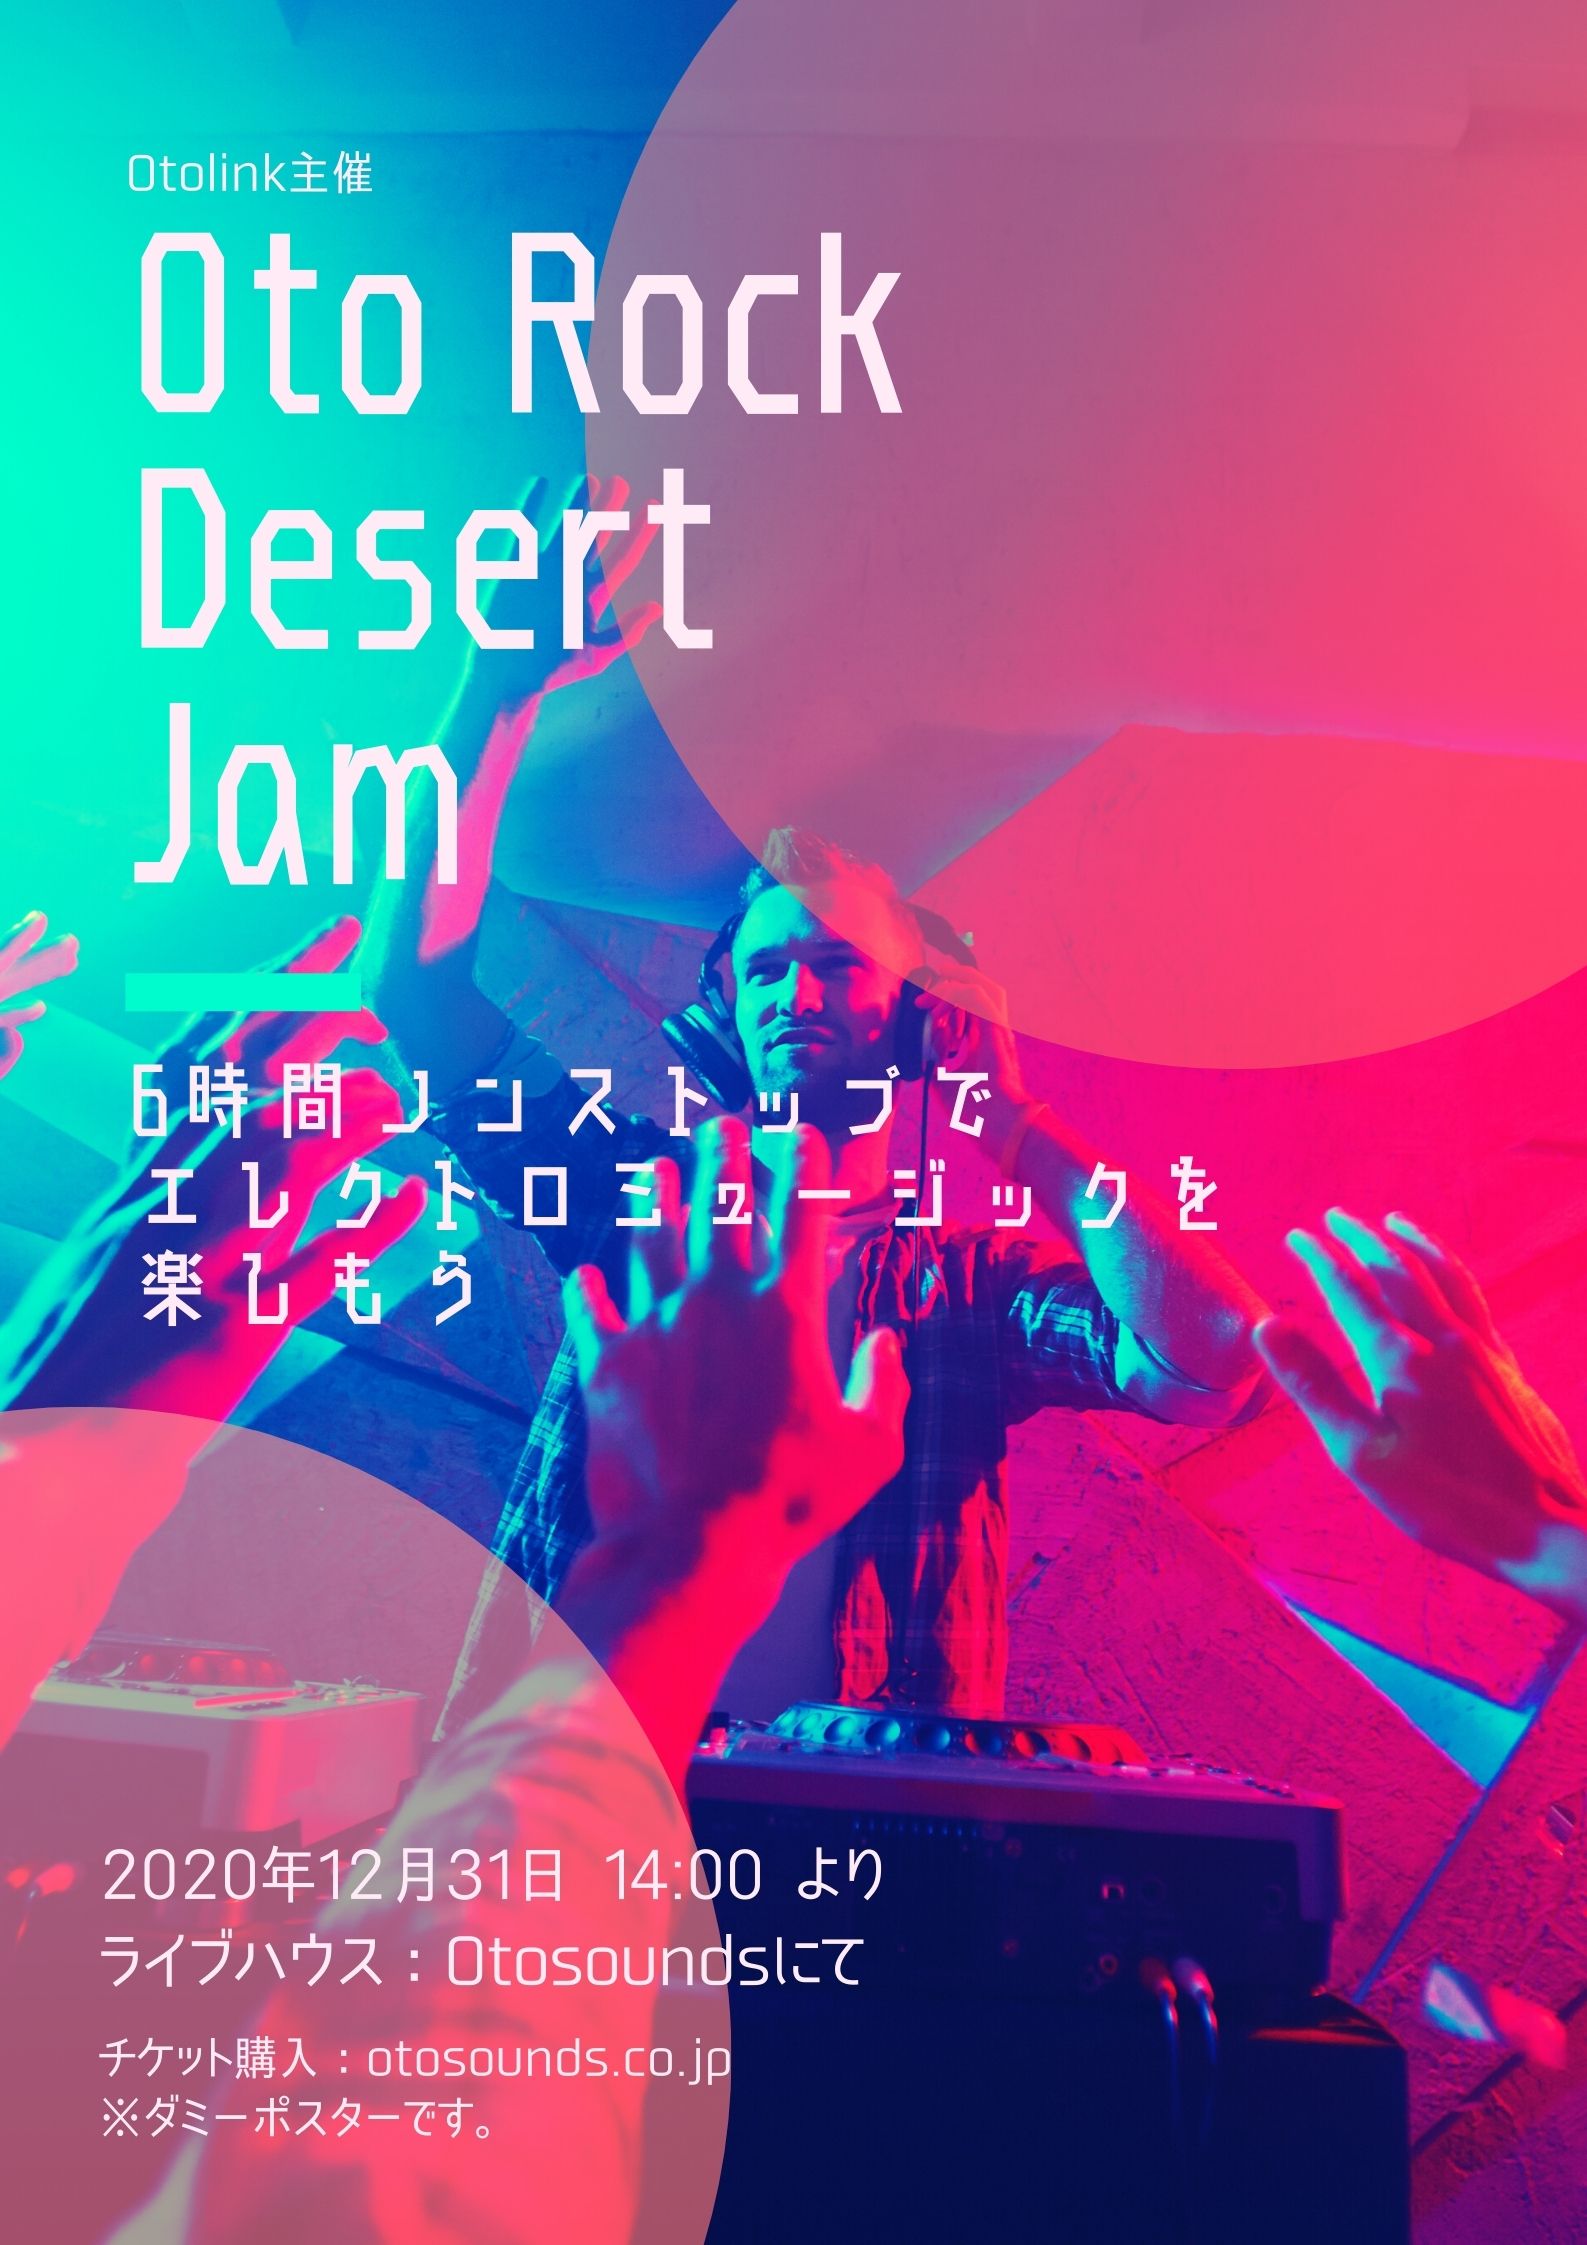 Otolink主催
Oto Rock
Desert
Jam
6時間ノンストップで
エレクトロミュージックを
楽しもう
2020年12月31日 14:00 より
ライブハウス：Otosoundsにて
チケット購入：otosounds.co.jp
※ダミーポスターです。